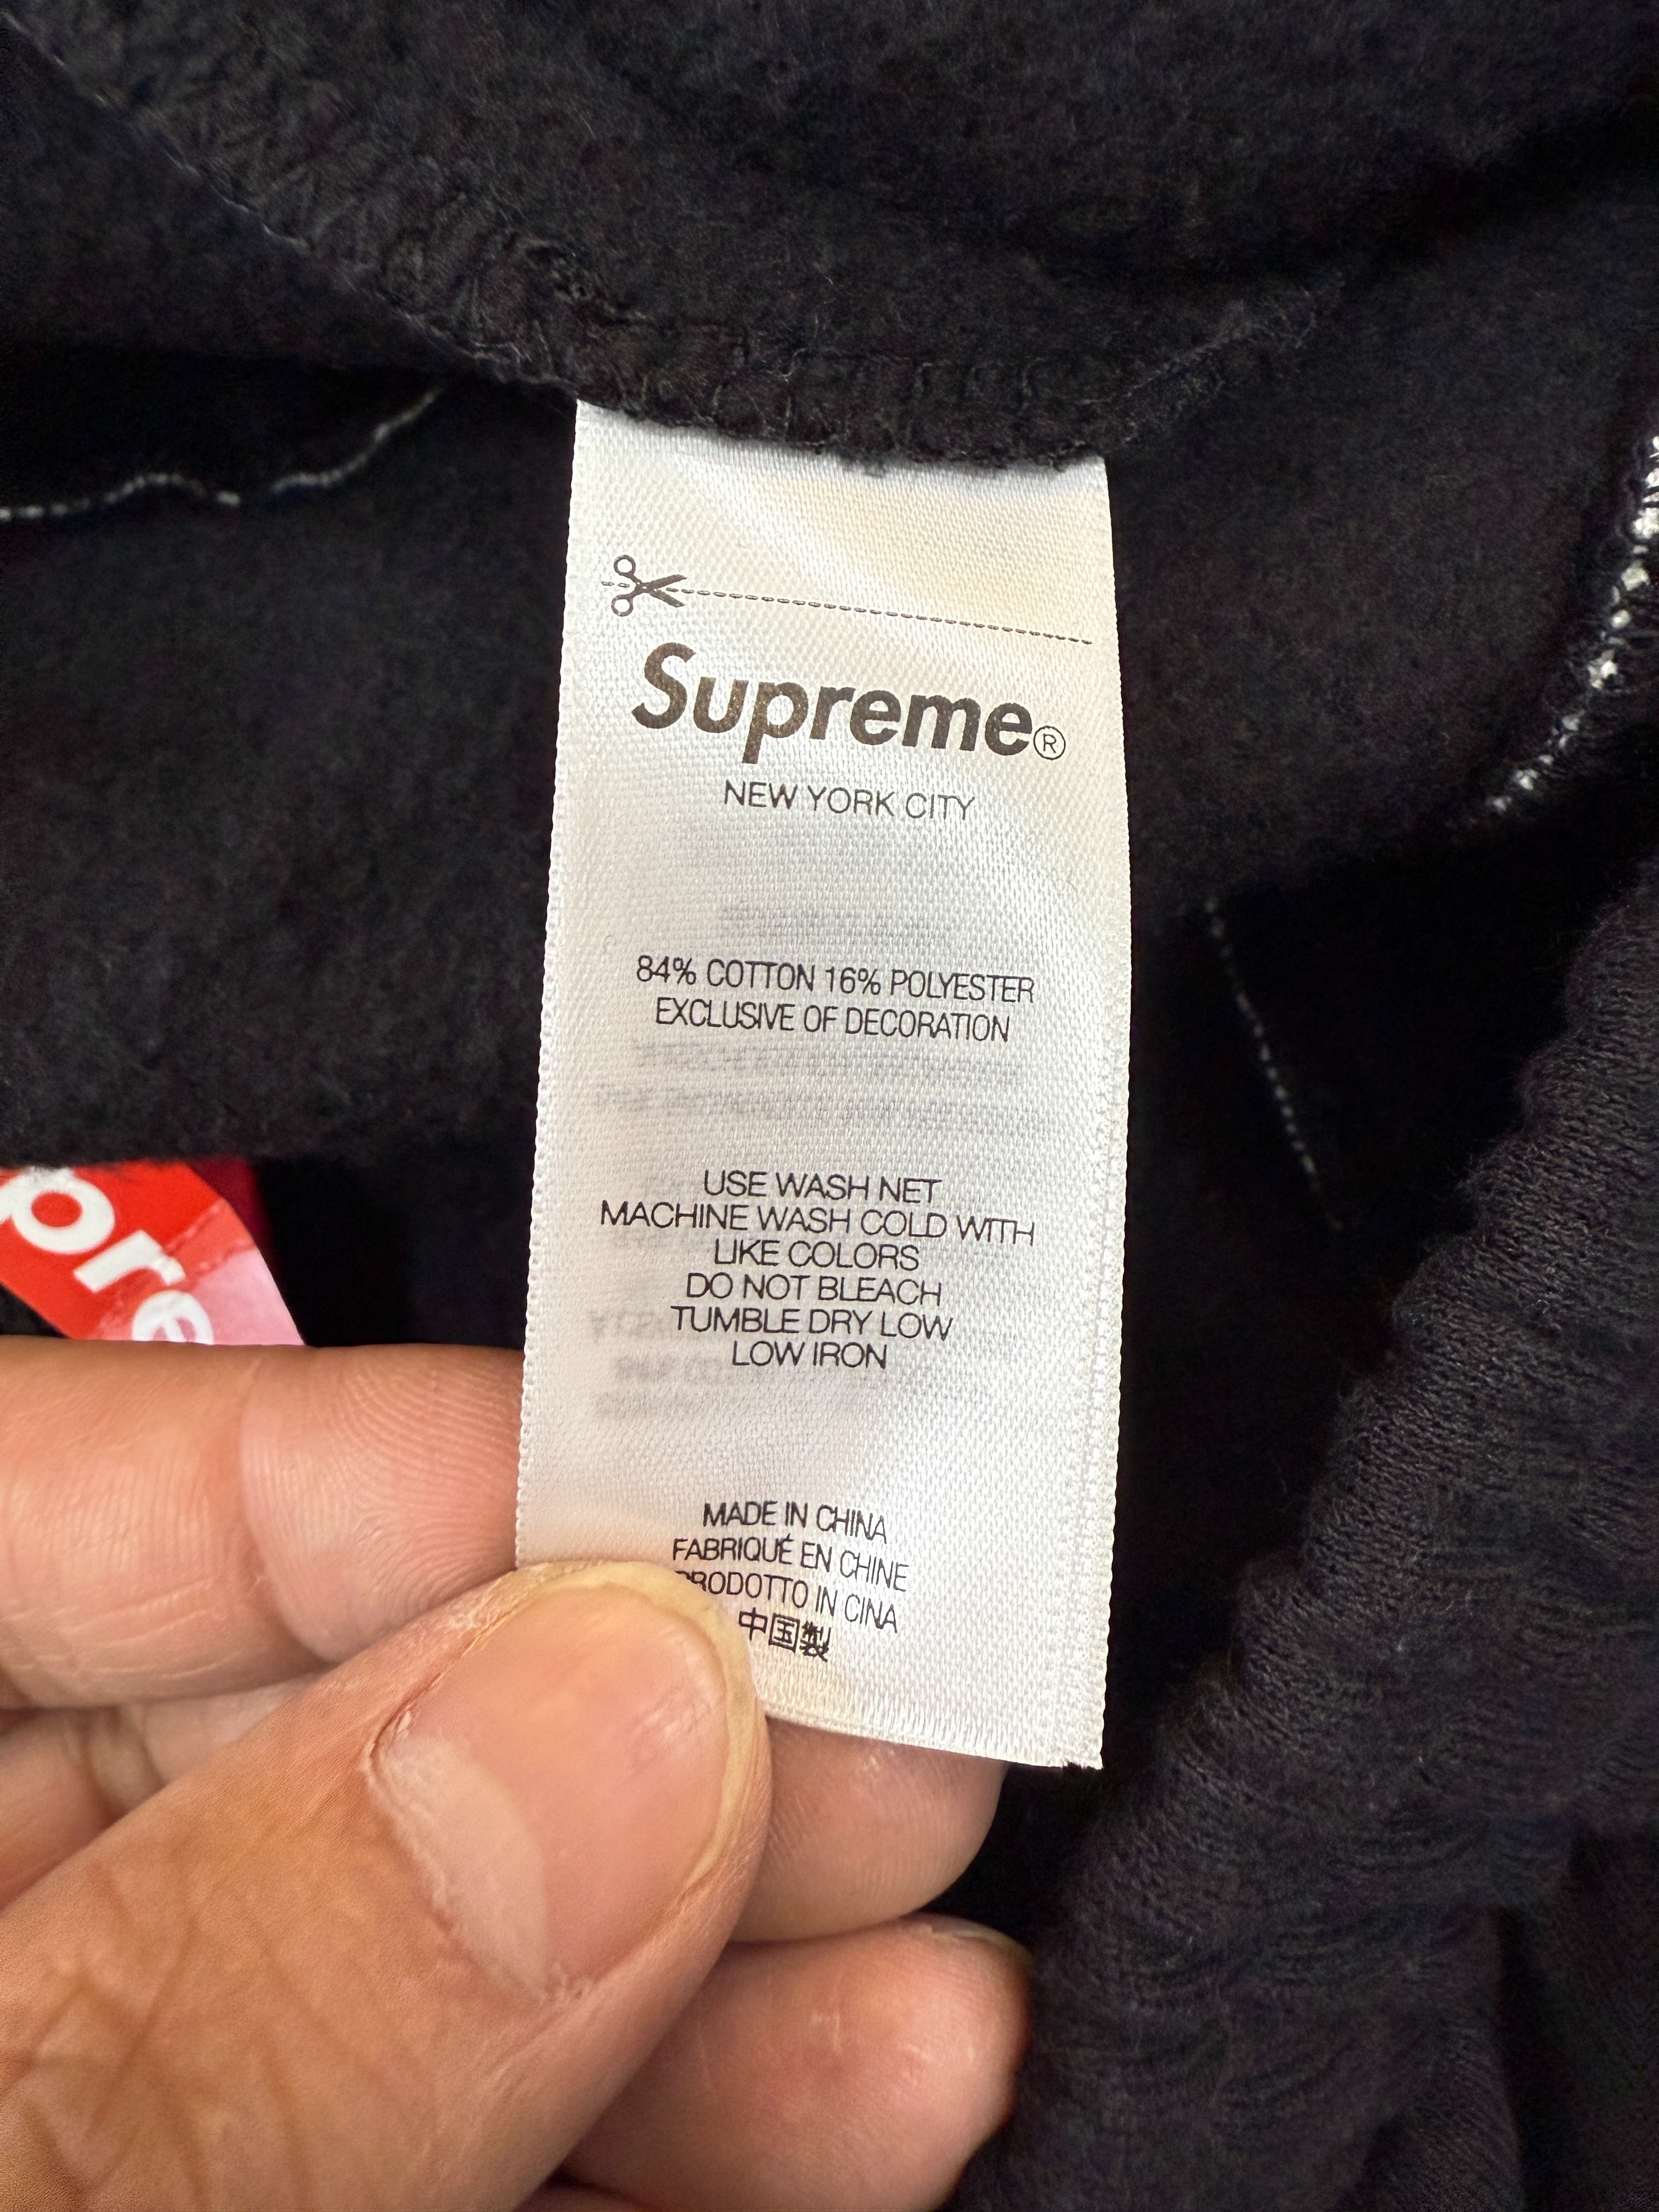 Supreme®
NEW YORK CITY
84% COTTON 16% POLYESTER
EXCLUSIVE OF DECORATION
USE WASH NET
MACHINE WASH COLD WITH
LIKE COLORS
DO NOT BLEACH
TUMBLE DRY LOW
LOW IRON
MADE IN CHINA
FABRIQUÉ EN CHINE
PRODOTTO IN CINA
中国製
pre